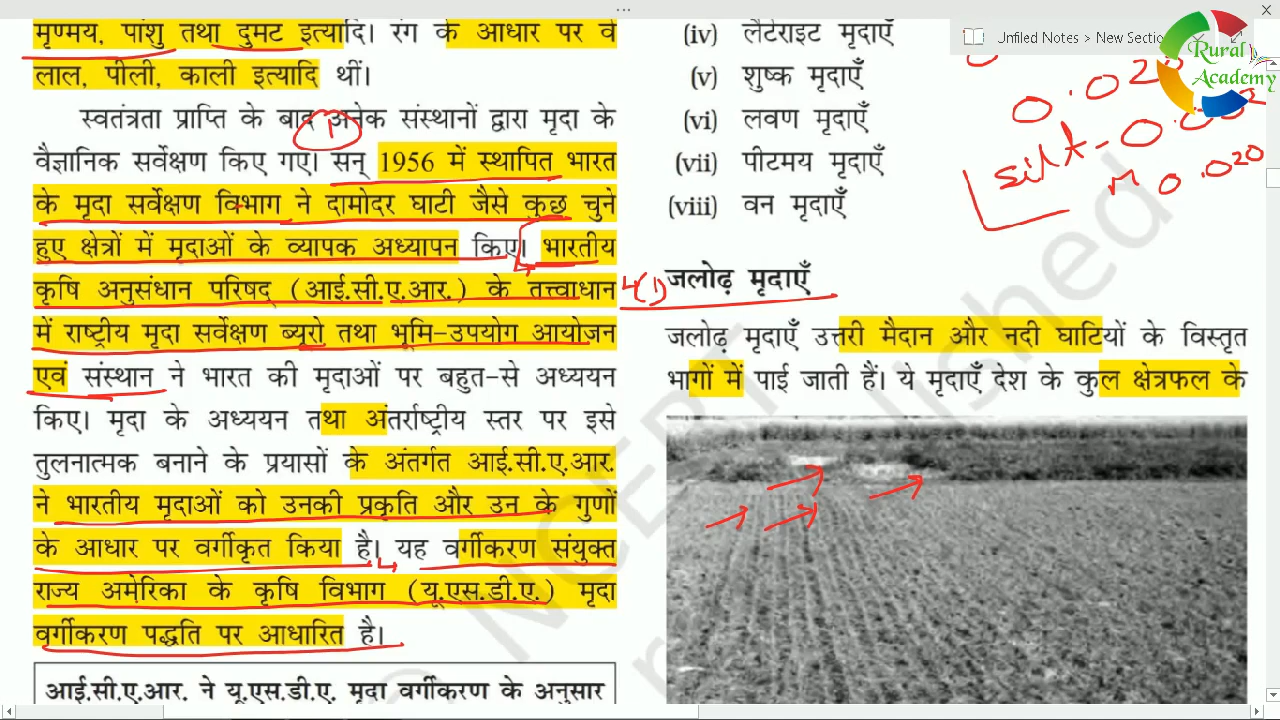 मृण्मय, पांशु तथा दुमट इत्यादि। रंग के आधार पर वे
लाल, पीली, काली इत्यादि थीं।
स्वतंत्रता प्राप्ति के बाद अनेक संस्थानों द्वारा मृदा के
वैज्ञानिक सर्वेक्षण किए गए। सन् 1956 में स्थापित भारत
के मृदा सर्वेक्षण विभाग ने दामोदर घाटी जैसे कुछ चुने
हुए क्षेत्रों में मृदाओं के व्यापक अध्यापन किए। भारतीय
कृषि अनुसंधान परिषद् (आई.सी.ए.आर.) के तत्त्वाधान
में राष्ट्रीय मृदा सर्वेक्षण ब्यूरो तथा भूमि-उपयोग आयोजन
एवं संस्थान ने भारत की मृदाओं पर बहुत-से अध्ययन
किए। मृदा के अध्ययन तथा अंतर्राष्ट्रीय स्तर पर इसे
तुलनात्मक बनाने के प्रयासों के अंतर्गत आई.सी.ए.आर.
ने भारतीय मृदाओं को उनकी प्रकृति और उन के गुणों
के आधार पर वर्गीकृत किया है। यह वर्गीकरण संयुक्त
राज्य अमेरिका के कृषि विभाग (यू.एस.डी.ए.) मृदा
वर्गीकरण पद्धति पर आधारित है।
आई.सी.ए.आर. ने यू.एस.डी.ए. मृदा वर्गीकरण के अनुसार
(iv) लैटेराइट मृदाएँ
(v) शुष्क मृदाएँ
(vi) लवण मृदाएँ
(vii) पीटमय मृदाएँ
(viii) वन मृदाएँ
जलोढ़ मृदाएँ
जलोढ़ मृदाएँ उत्तरी मैदान और नदी घाटियों के विस्तृत
भागों में पाई जाती हैं। ये मृदाएँ देश के कुल क्षेत्रफल के
Unfiled Notes > New Sectio
Rural
Academy
silt - 0.002
0.020
NCERT